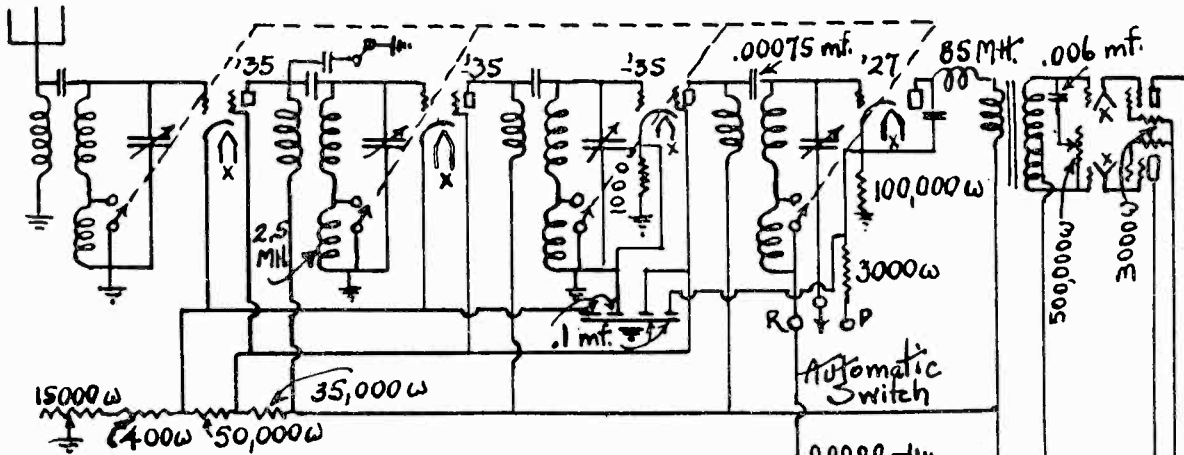 .00075 mf.
'35
'35
'35
'27
85 MH.
.006 mf.
X
X
X
X
X
X
1000
100,000 ω
2.5
MH.
3000 ω
500,000 ω
3000 ω
.1 mf.
R
P
Automatic
Switch
15000 ω
400 ω
50,000 ω
35,000 ω